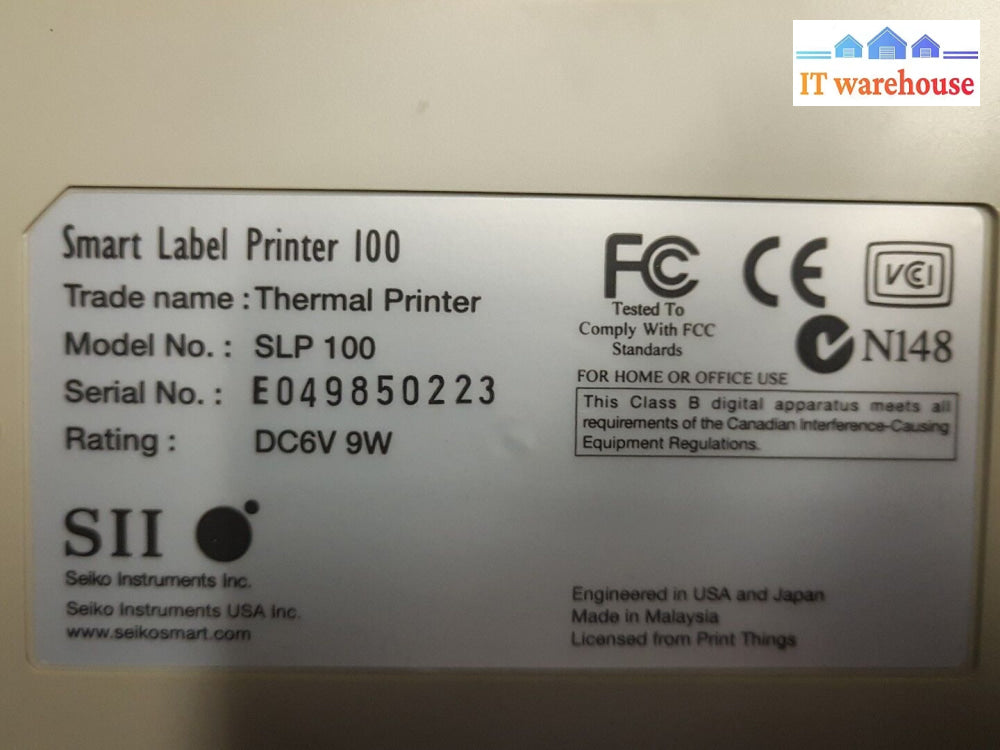 IT warehouse
Smart Label Printer 100
Trade name : Thermal Printer
Model No. : SLP 100
Serial No. : E049850223
Rating : DC6V 9W
SII
Seiko Instruments Inc.
Seiko Instruments USA Inc.
www.seikosmart.com
FC CE VCI
Tested To
Comply With FCC
Standards
N148
FOR HOME OR OFFICE USE
This Class B digital apparatus meets all
requirements of the Canadian Interference-Causing
Equipment Regulations.
Engineered in USA and Japan
Made in Malaysia
Licensed from Print Things